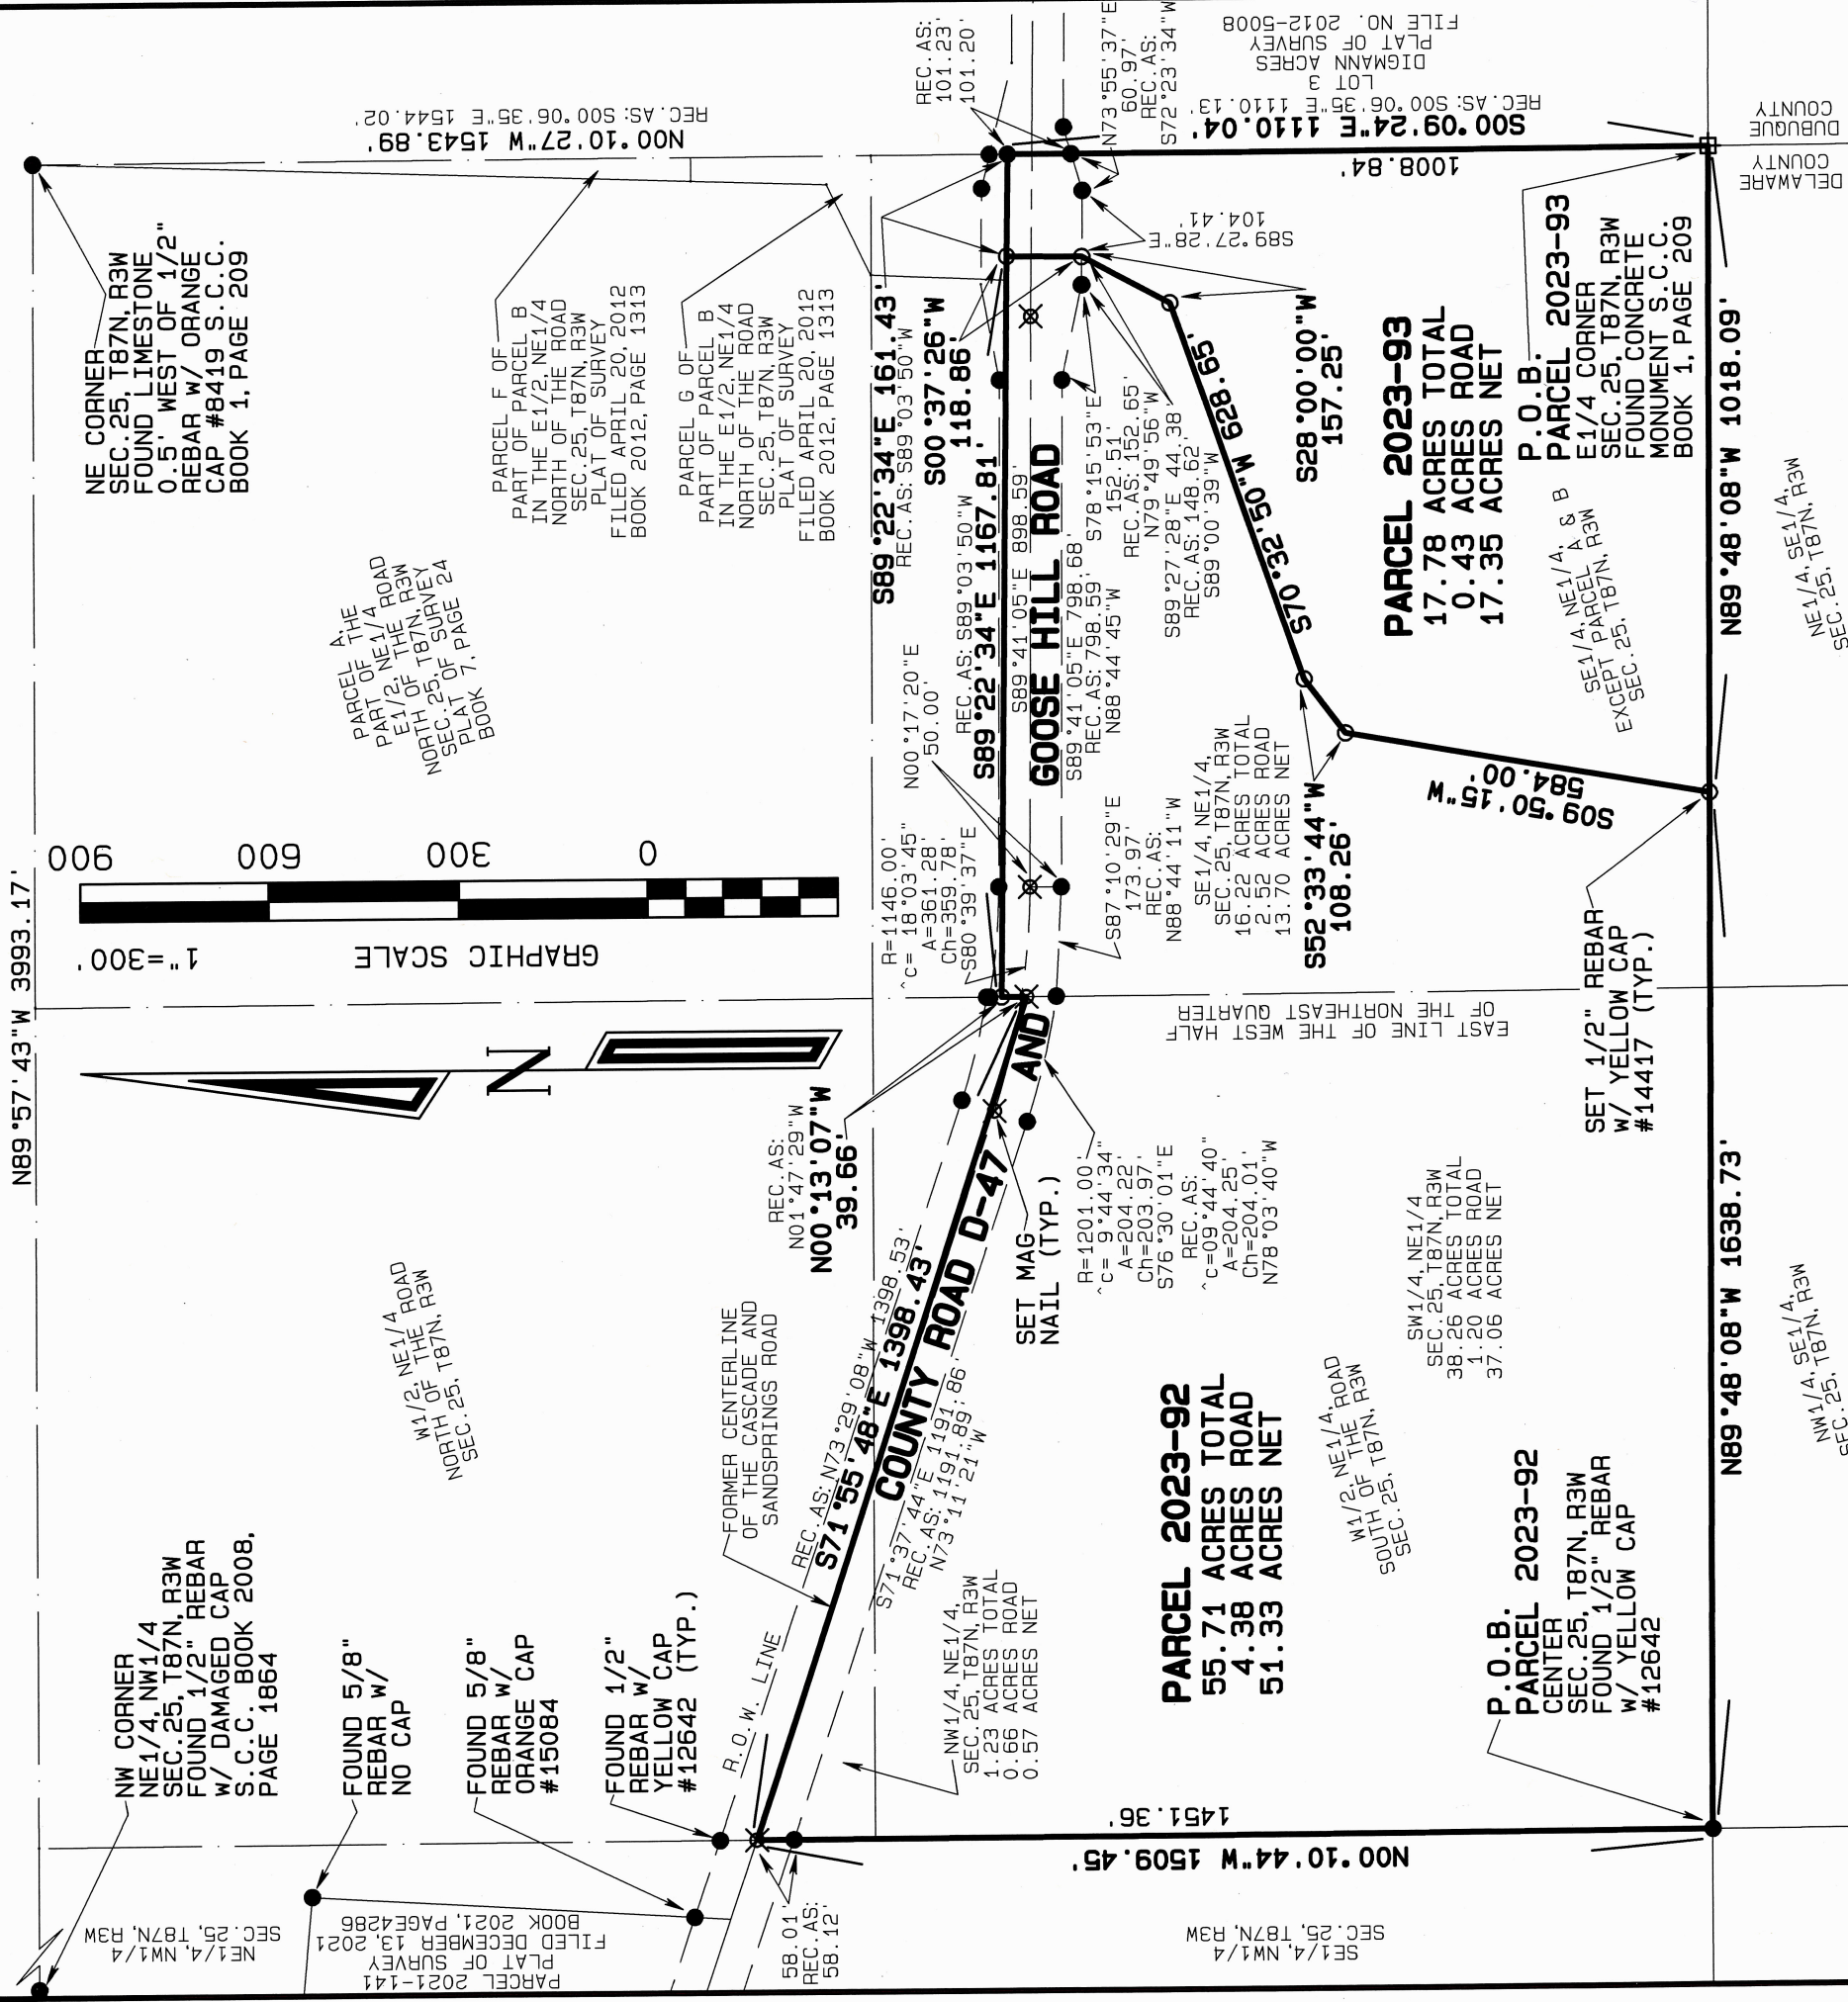 N89°57'43"W 3993.17'
NW CORNER
NE1/4, NW1/4
SEC.25, T87N, R3W
FOUND 1/2" REBAR
W/ DAMAGED CAP
S.C.C. BOOK 2008,
PAGE 1864
FOUND 5/8"
REBAR W/
NO CAP
FOUND 5/8"
REBAR W/
ORANGE CAP
#15084
FOUND 1/2"
REBAR W/
YELLOW CAP
#12642 (TYP.)
NE1/4, NW1/4
SEC.25, T87N, R3W
PARCEL 2021-141
PLAT OF SURVEY
FILED DECEMBER 13, 2021
BOOK 2021, PAGE4286
R.O.W. LINE
58.01'
REC.AS:
58.12'
W1/2, NE1/4
NORTH OF THE ROAD
SEC.25, T87N, R3W
FORMER CENTERLINE
OF THE CASCADE AND
SANDSPRINGS ROAD
GRAPHIC SCALE
1"=300'
0
300
600
900
N
PARCEL A, THE
PART OF THE
E1/2, NE1/4
NORTH OF THE ROAD
SEC.25, T87N, R3W
PLAT OF SURVEY
BOOK 7, PAGE 24
NE CORNER
SEC.25, T87N, R3W
FOUND LIMESTONE
0.5' WEST OF 1/2"
REBAR W/ ORANGE
CAP #8419 S.C.C.
BOOK 1, PAGE 209
PARCEL F OF
PART OF PARCEL B
IN THE E1/2, NE1/4
NORTH OF THE ROAD
SEC.25, T87N, R3W
PLAT OF SURVEY
FILED APRIL 20, 2012
BOOK 2012, PAGE 1313
PARCEL G OF
PART OF PARCEL B
IN THE E1/2, NE1/4
NORTH OF THE ROAD
SEC.25, T87N, R3W
PLAT OF SURVEY
FILED APRIL 20, 2012
BOOK 2012, PAGE 1313
N00°10'27"W 1543.89'
REC.AS: S00°06'35"E 1544.02'
REC.AS:
101.23'
101.20'
REC.AS: N73°29'08"W 1398.53'
S71°55'48"E 1398.43'
COUNTY ROAD D-47 AND
GOOSE HILL ROAD
S71°37'44"E 1191.86'
REC.AS: 1191.89'
N73°11'21"W
REC.AS:
N01°47'29"W
N00°13'07"W
39.66'
SET MAG
NAIL (TYP.)
R=1146.00'
^c= 18°03'45"
A=361.28'
Ch=359.78'
S80°39'37"E
N00°17'20"E
50.00'
S89°22'34"E 161.43'
REC.AS: S89°03'50"W
S00°37'26"W
118.86'
REC.AS: S89°03'50"W
S89°22'34"E 1167.81'
S89°41'05"E 898.59'
S89°41'05"E 798.68'
REC.AS: 798.59'
N88°44'45"W
S78°15'53"E
152.51'
REC.AS: 152.65'
N79°49'56"W
S89°27'28"E 44.38'
REC.AS: 148.62'
S89°00'39"W
S89°27'28"E
104.41'
N73°55'37"E
60.97'
REC.AS:
S72°23'34"W
LOT 3
DIGMANN ACRES
PLAT OF SURVEY
FILE NO. 2012-5008
REC.AS: S00°06'35"E 1110.13'
S00°09'24"E 1110.04'
1008.84'
R=1201.00'
^c= 9°44'34"
A=204.22'
Ch=203.97'
S76°30'01"E
REC.AS:
^c=09°44'40"
A=204.25'
Ch=204.01'
N78°03'40"W
S87°10'29"E
173.97'
REC.AS:
N88°44'11"W
EAST LINE OF THE WEST HALF
OF THE NORTHEAST QUARTER
NW1/4, NE1/4,
SEC.25, T87N, R3W
1.23 ACRES TOTAL
0.66 ACRES ROAD
0.57 ACRES NET
SE1/4, NE1/4,
SEC.25, T87N, R3W
16.22 ACRES TOTAL
2.52 ACRES ROAD
13.70 ACRES NET
SW1/4, NE1/4
SEC.25, T87N, R3W
38.26 ACRES TOTAL
1.20 ACRES ROAD
37.06 ACRES NET
PARCEL 2023-92
55.71 ACRES TOTAL
4.38 ACRES ROAD
51.33 ACRES NET
W1/2, NE1/4,
SOUTH OF THE ROAD
SEC.25, T87N, R3W
S28°00'00"W
157.25'
S70°32'50"W 628.65'
S52°33'44"W
108.26'
S09°50'15"W
584.00'
PARCEL 2023-93
17.78 ACRES TOTAL
0.43 ACRES ROAD
17.35 ACRES NET
SE1/4, NE1/4,
EXCEPT PARCEL A & B
SEC.25, T87N, R3W
P.O.B.
PARCEL 2023-93
E1/4 CORNER
SEC.25, T87N, R3W
FOUND CONCRETE
MONUMENT S.C.C.
BOOK 1, PAGE 209
N00°10'44"W 1509.45'
1451.36'
SE1/4, NW1/4
SEC.25, T87N, R3W
P.O.B.
PARCEL 2023-92
CENTER
SEC.25, T87N, R3W
FOUND 1/2" REBAR
W/ YELLOW CAP
#12642
SET 1/2" REBAR
W/ YELLOW CAP
#14417 (TYP.)
N89°48'08"W 1638.73'
N89°48'08"W 1018.09'
NW1/4, SE1/4,
SEC.25, T87N, R3W
NE1/4, SE1/4,
SEC.25, T87N, R3W
DELAWARE
COUNTY
DUBUQUE
COUNTY